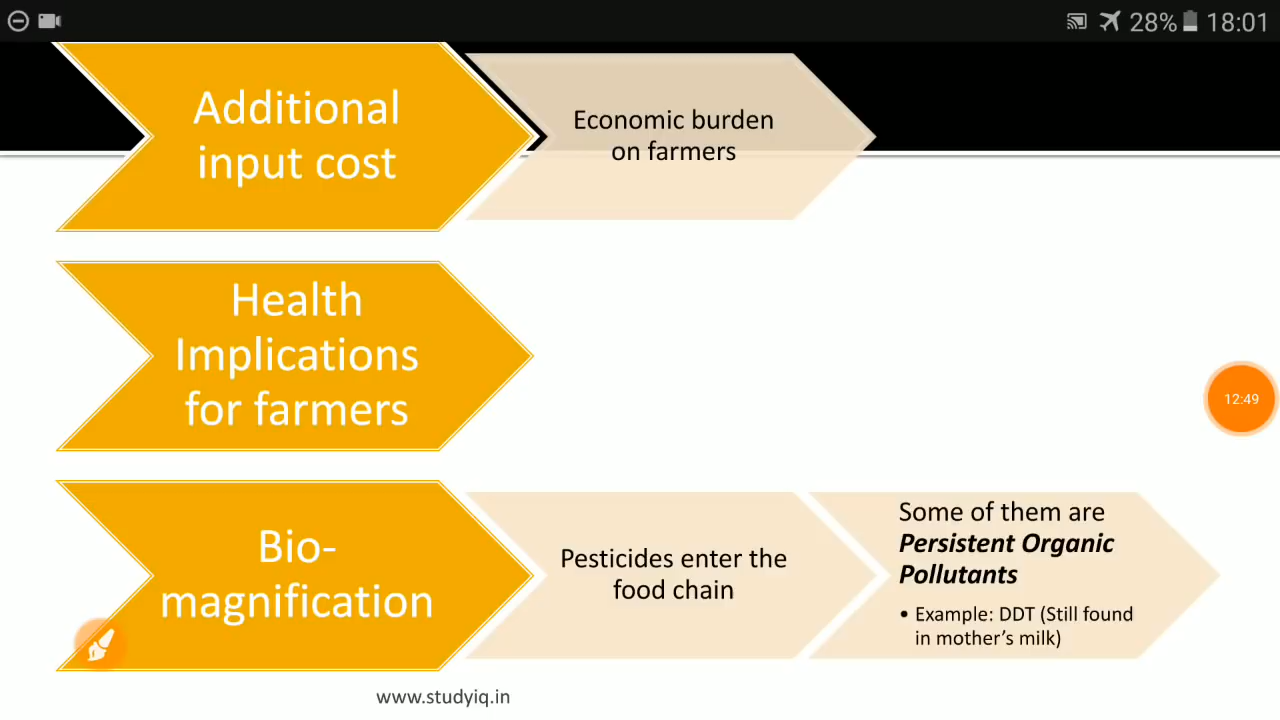 28% 18:01
Additional
input cost
Economic burden
on farmers
Health
Implications
for farmers
12:49
Bio-
magnification
Pesticides enter the
food chain
Some of them are
Persistent Organic
Pollutants
• Example: DDT (Still found
in mother's milk)
www.studyiq.in